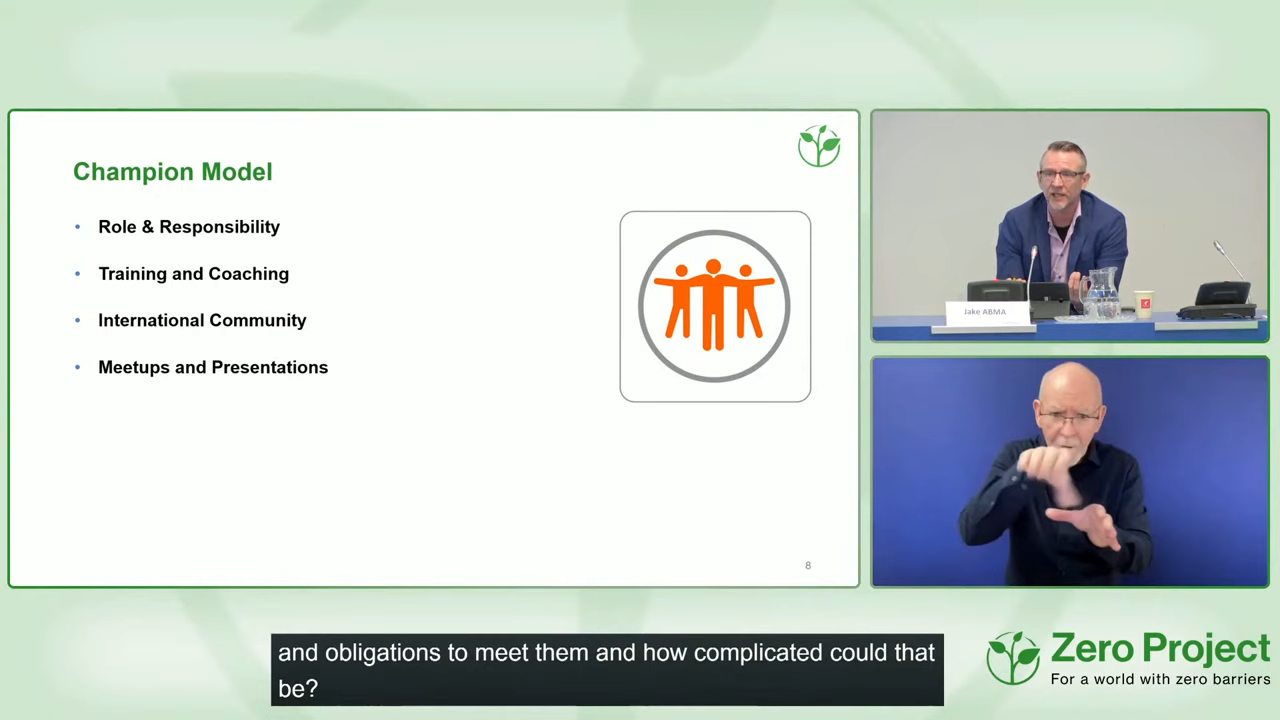 Champion Model
• Role & Responsibility
• Training and Coaching
• International Community
• Meetups and Presentations
8
Jake ABMA
and obligations to meet them and how complicated could that
be?
Zero Project
For a world with zero barriers